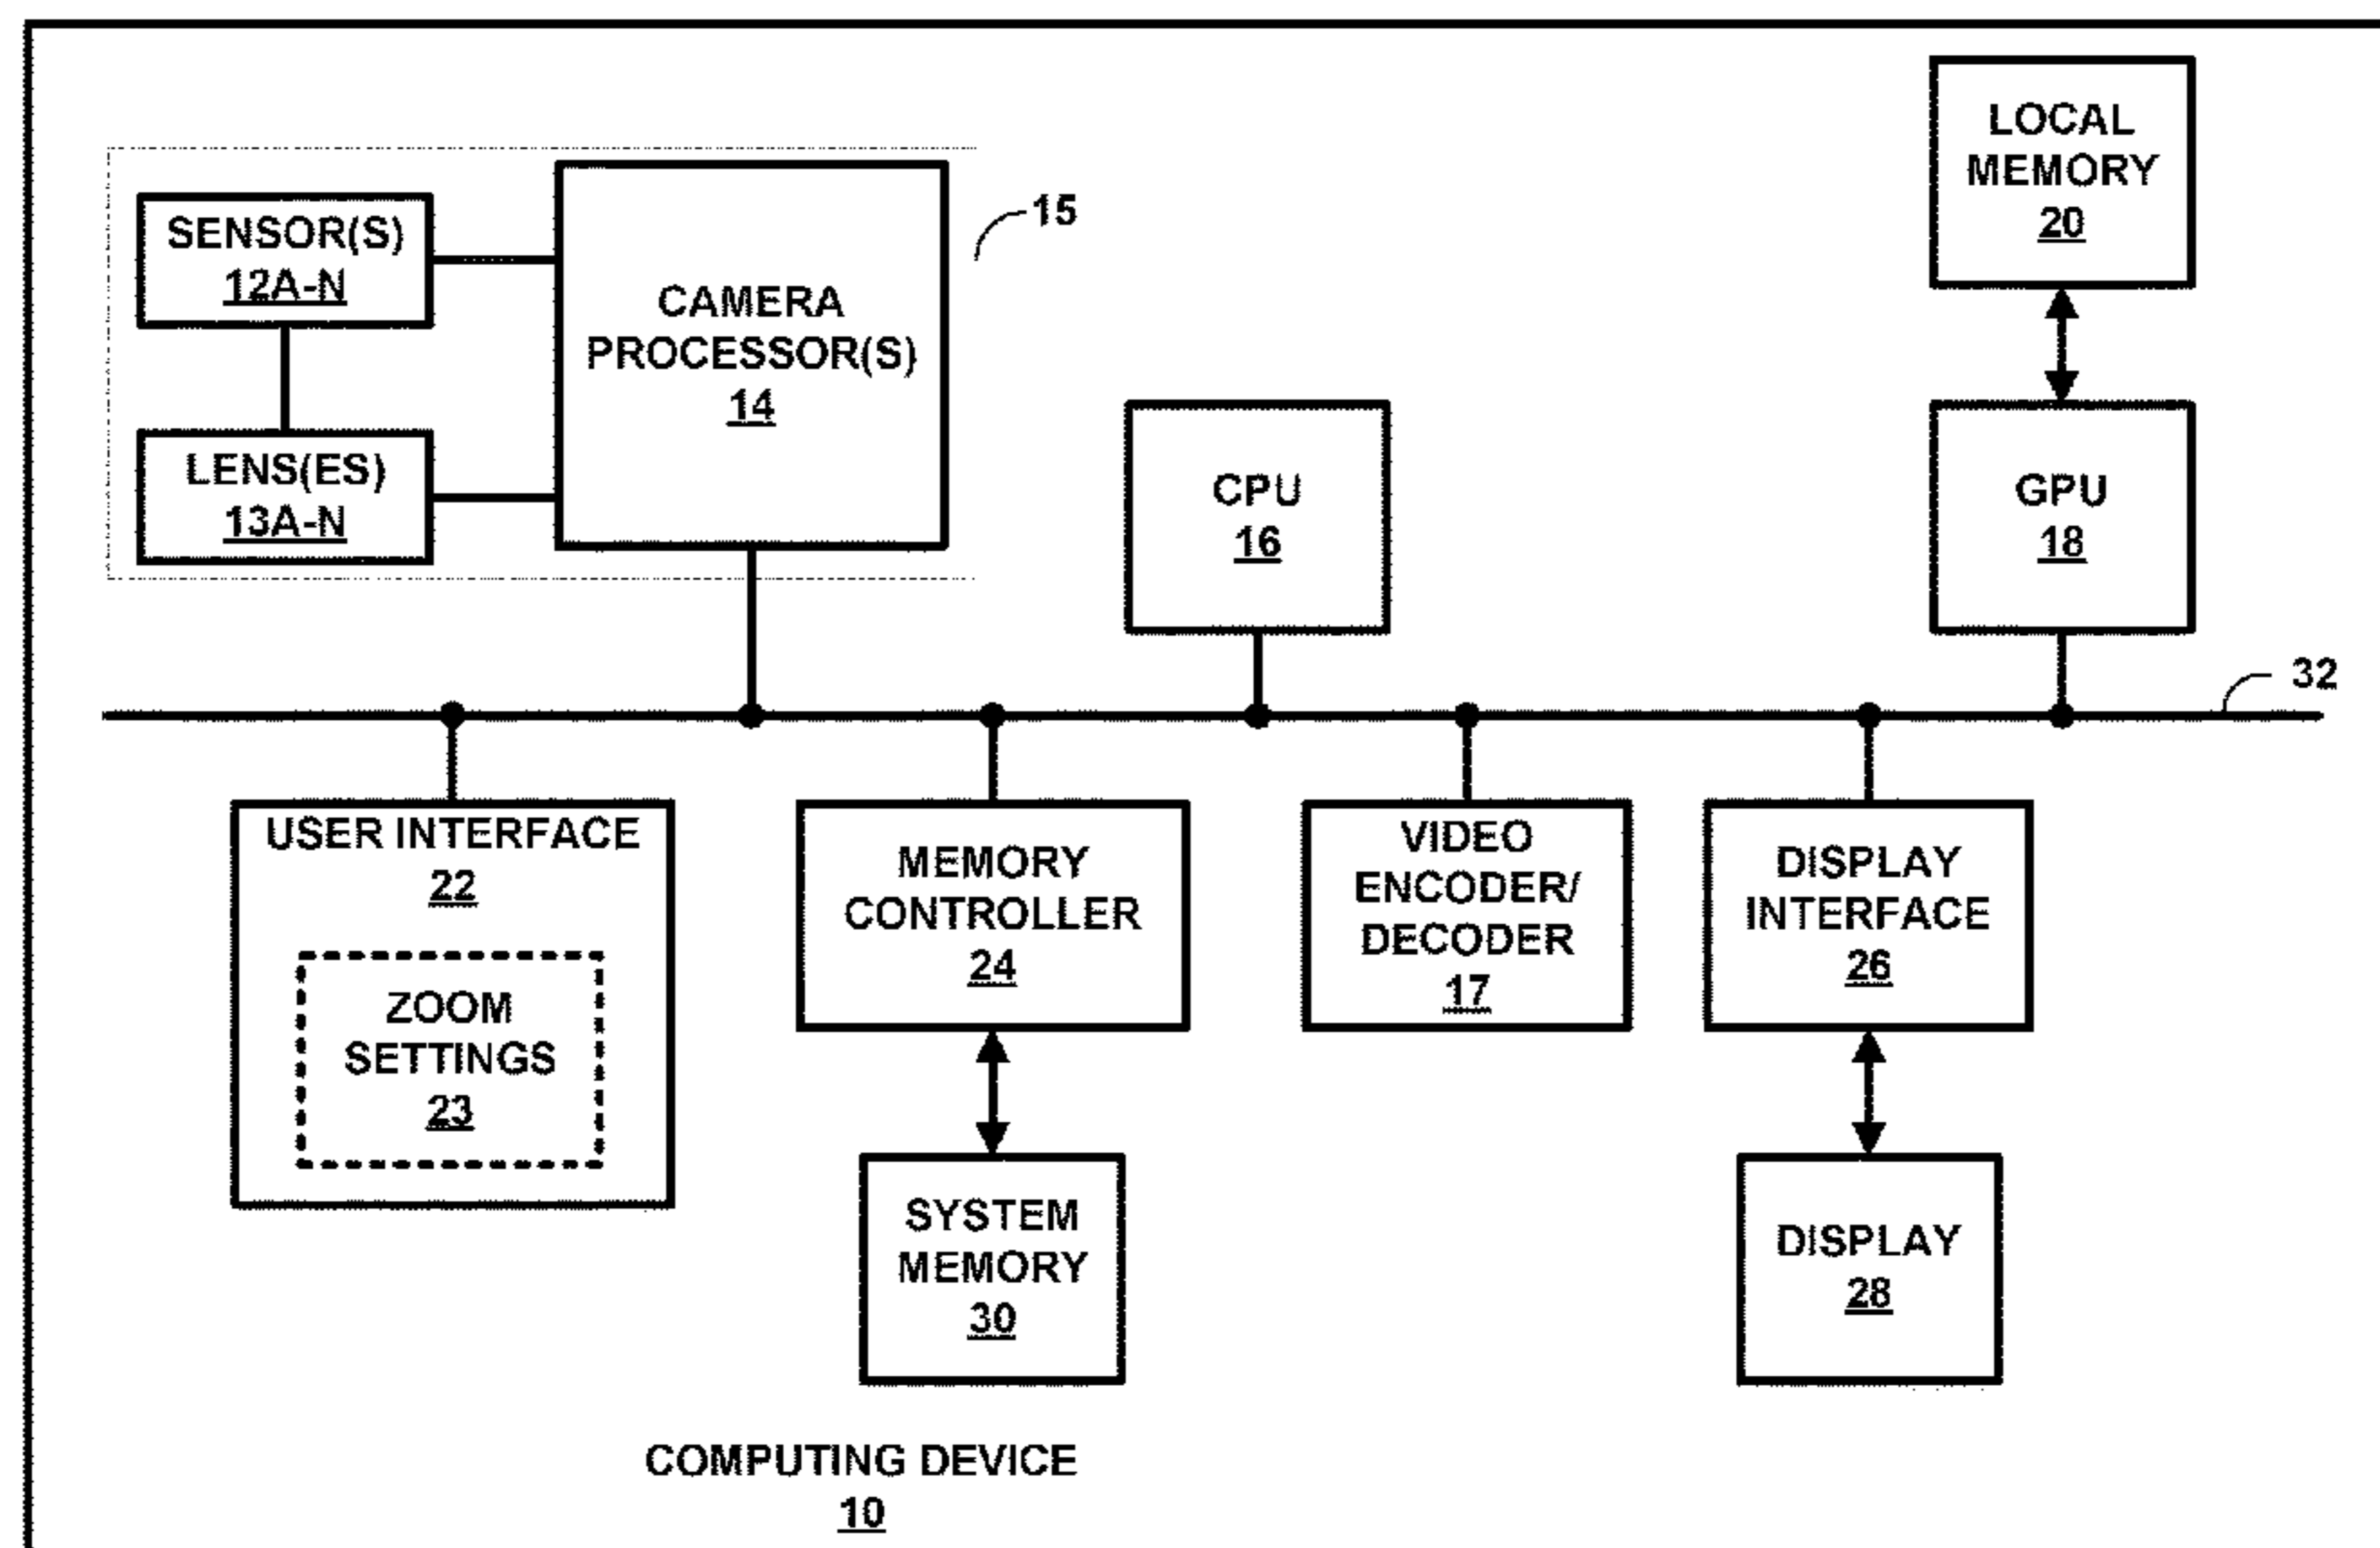 LOCAL
MEMORY
20
15
SENSOR(S)
12A-N
CAMERA
PROCESSOR(S)
14
LENS(ES)
13A-N
CPU
16
GPU
18
32
USER INTERFACE
22
ZOOM
SETTINGS
23
MEMORY
CONTROLLER
24
VIDEO
ENCODER/
DECODER
17
DISPLAY
INTERFACE
26
SYSTEM
MEMORY
30
DISPLAY
28
COMPUTING DEVICE
10